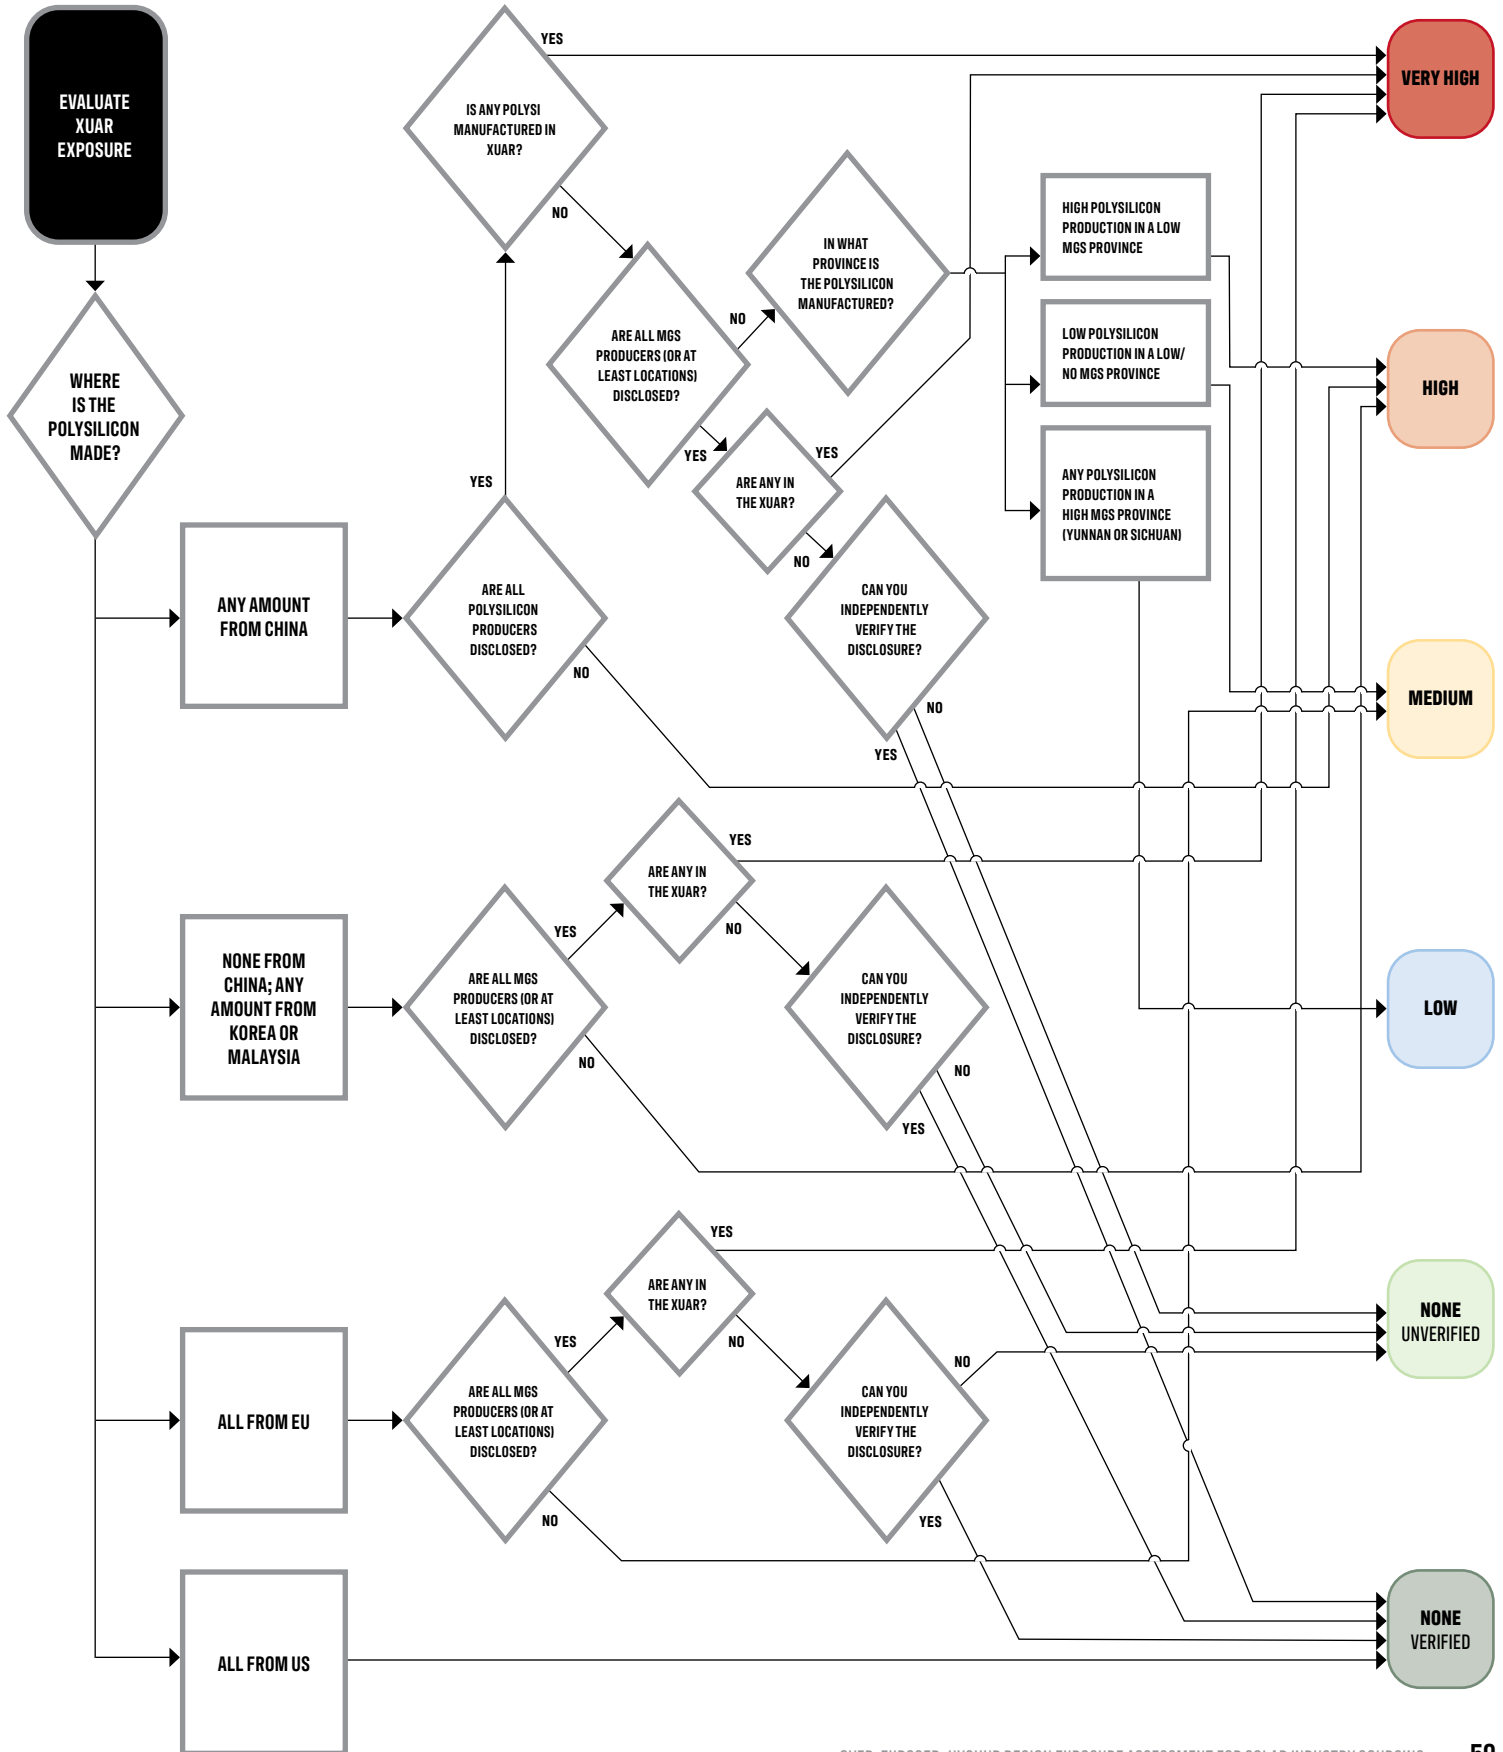 EVALUATE
XUAR
EXPOSURE
WHERE
IS THE
POLYSILICON
MADE?
ANY AMOUNT
FROM CHINA
NONE FROM
CHINA; ANY
AMOUNT FROM
KOREA OR
MALAYSIA
ALL FROM EU
ALL FROM US
IS ANY POLYSI
MANUFACTURED IN
XUAR?
YES
NO
ARE ALL MGS
PRODUCERS (OR AT
LEAST LOCATIONS)
DISCLOSED?
NO
YES
IN WHAT
PROVINCE IS
THE POLYSILICON
MANUFACTURED?
HIGH POLYSILICON
PRODUCTION IN A LOW
MGS PROVINCE
LOW POLYSILICON
PRODUCTION IN A LOW/
NO MGS PROVINCE
ANY POLYSILICON
PRODUCTION IN A
HIGH MGS PROVINCE
(YUNNAN OR SICHUAN)
ARE ANY IN
THE XUAR?
YES
NO
YES
ARE ALL
POLYSILICON
PRODUCERS
DISCLOSED?
NO
CAN YOU
INDEPENDENTLY
VERIFY THE
DISCLOSURE?
NO
YES
ARE ANY IN
THE XUAR?
YES
NO
YES
ARE ALL MGS
PRODUCERS (OR AT
LEAST LOCATIONS)
DISCLOSED?
NO
CAN YOU
INDEPENDENTLY
VERIFY THE
DISCLOSURE?
NO
YES
ARE ANY IN
THE XUAR?
YES
NO
YES
ARE ALL MGS
PRODUCERS (OR AT
LEAST LOCATIONS)
DISCLOSED?
NO
CAN YOU
INDEPENDENTLY
VERIFY THE
DISCLOSURE?
NO
YES
VERY HIGH
HIGH
MEDIUM
LOW
NONE
UNVERIFIED
NONE
VERIFIED